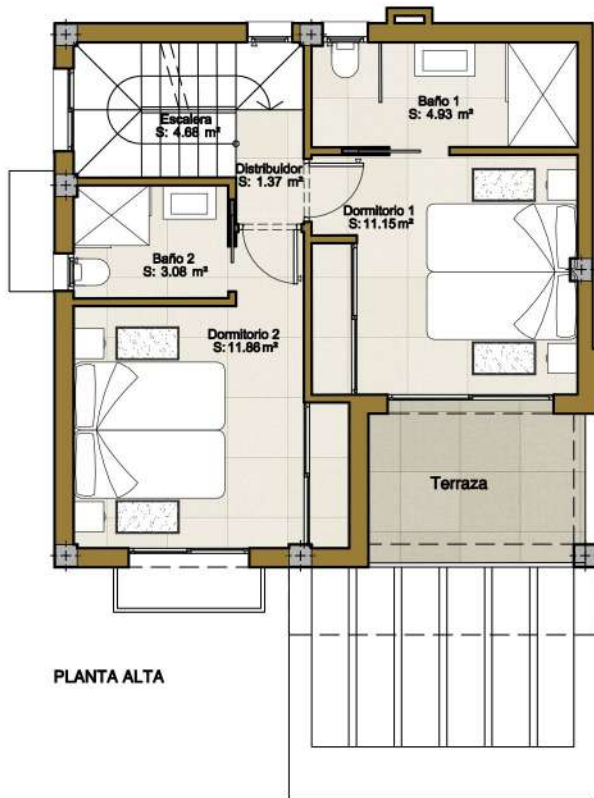 Escalera
S: 4.68 m²
Baño 1
S: 4.93 m²
Distribuidor
S: 1.37 m²
Dormitorio 1
S: 11.15 m²
Baño 2
S: 3.08 m²
Dormitorio 2
S: 11.86 m²
Terraza
PLANTA ALTA